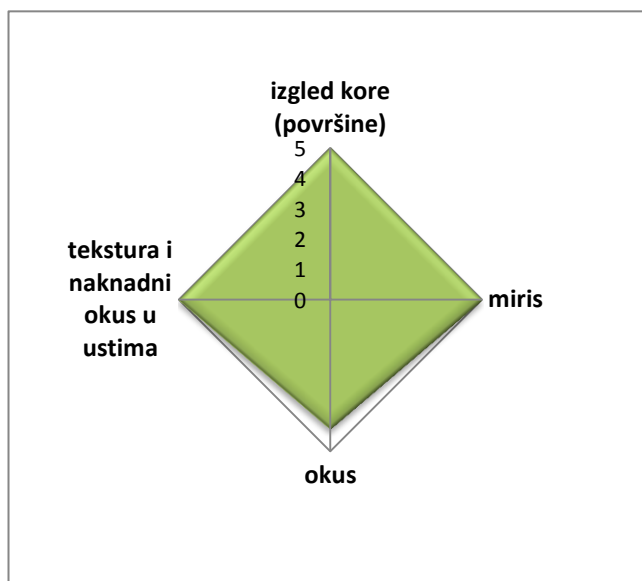 izgled kore
(površine)
5
4
3
2
1
0
tekstura i
naknadni
okus u
ustima
miris
okus